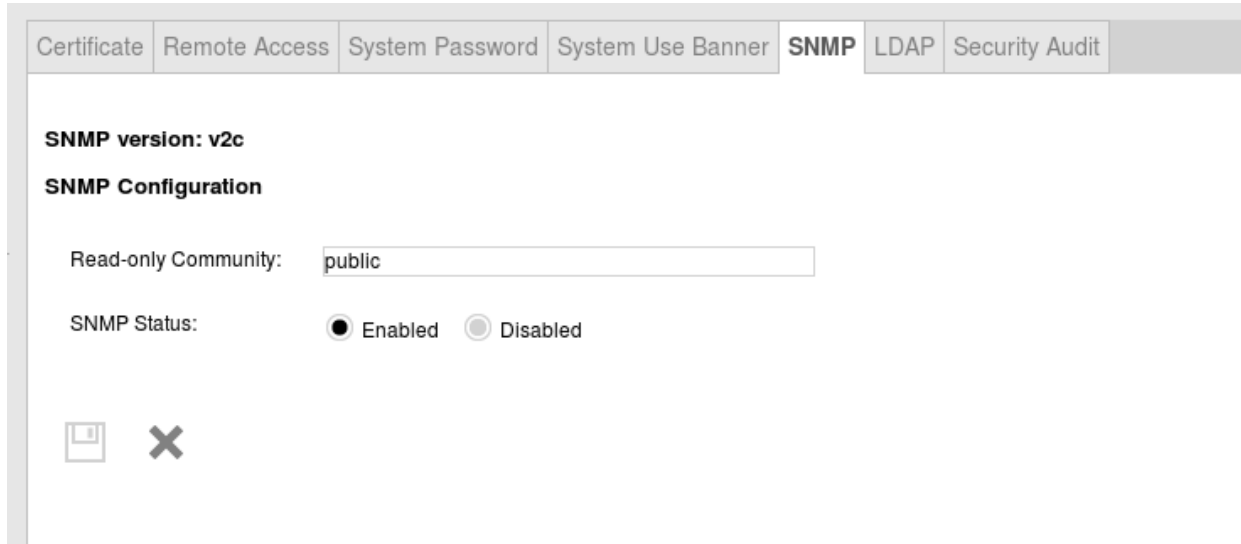 Certificate Remote Access System Password System Use Banner SNMP LDAP Security Audit
SNMP version: v2c
SNMP Configuration
Read-only Community: public
SNMP Status: Enabled Disabled